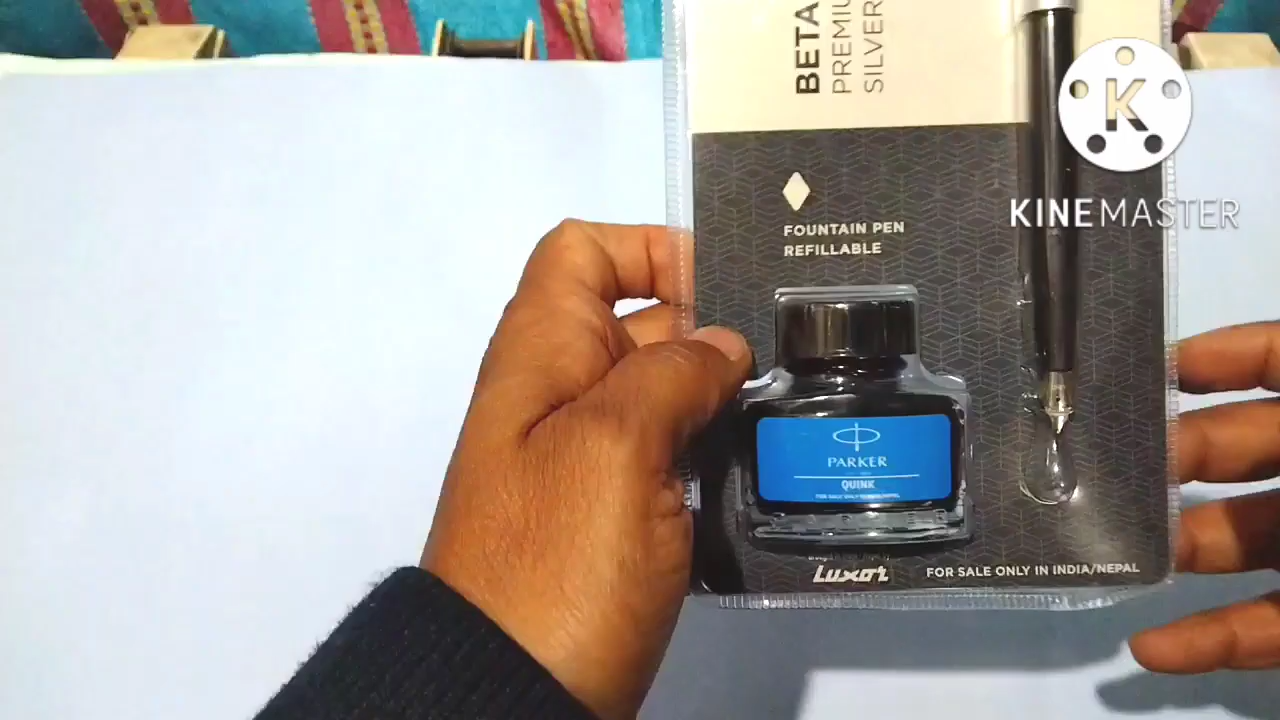 BETA
PREMIU
SILVER
K
KINEMASTER
FOUNTAIN PEN
REFILLABLE
PARKER
QUINK
Luxor
FOR SALE ONLY IN INDIA/NEPAL